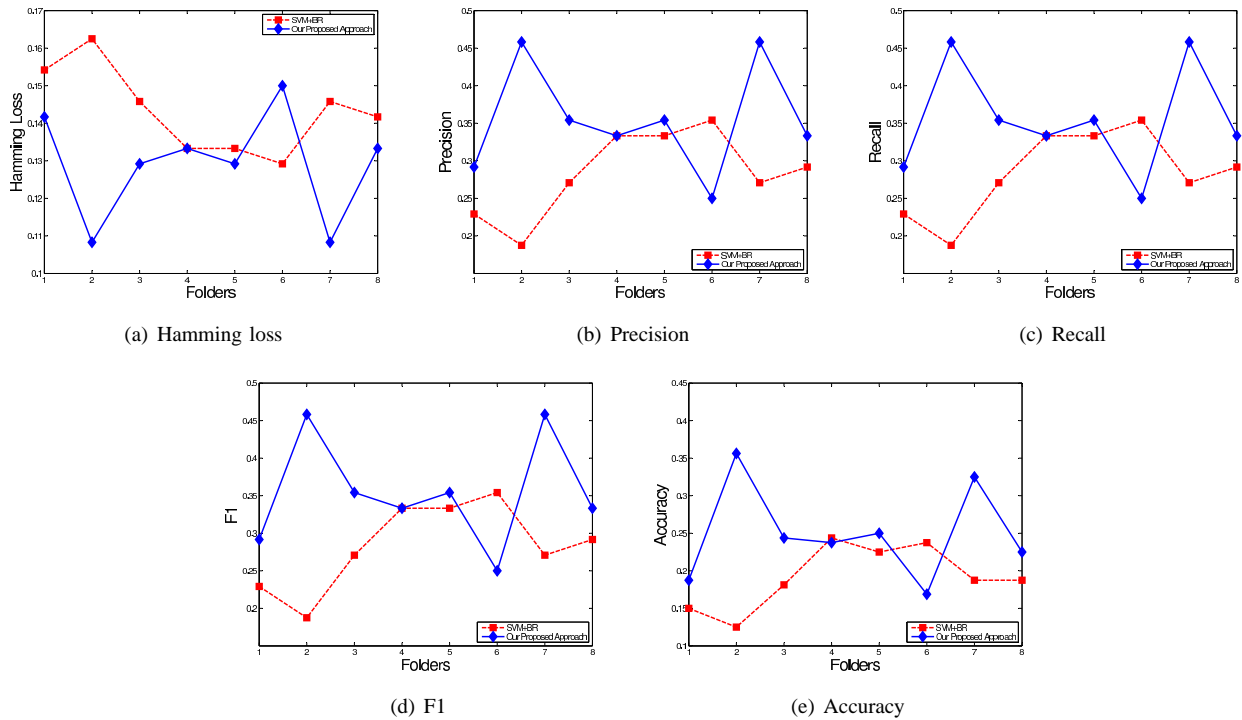 0.17
0.16
0.15
0.14
0.13
0.12
0.11
0.1
Hamming Loss
1 2 3 4 5 6 7 8
Folders
SVM+BR
Our Proposed Approach
(a) Hamming loss
0.5
0.45
0.4
0.35
0.3
0.25
0.2
Precision
1 2 3 4 5 6 7 8
Folders
SVM+BR
Our Proposed Approach
(b) Precision
0.5
0.45
0.4
0.35
0.3
0.25
0.2
Recall
1 2 3 4 5 6 7 8
Folders
SVM+BR
Our Proposed Approach
(c) Recall
0.5
0.45
0.4
0.35
0.3
0.25
0.2
F1
1 2 3 4 5 6 7 8
Folders
SVM+BR
Our Proposed Approach
(d) F1
0.45
0.4
0.35
0.3
0.25
0.2
0.15
0.1
Accuracy
1 2 3 4 5 6 7 8
Folders
SVM+BR
Our Proposed Approach
(e) Accuracy